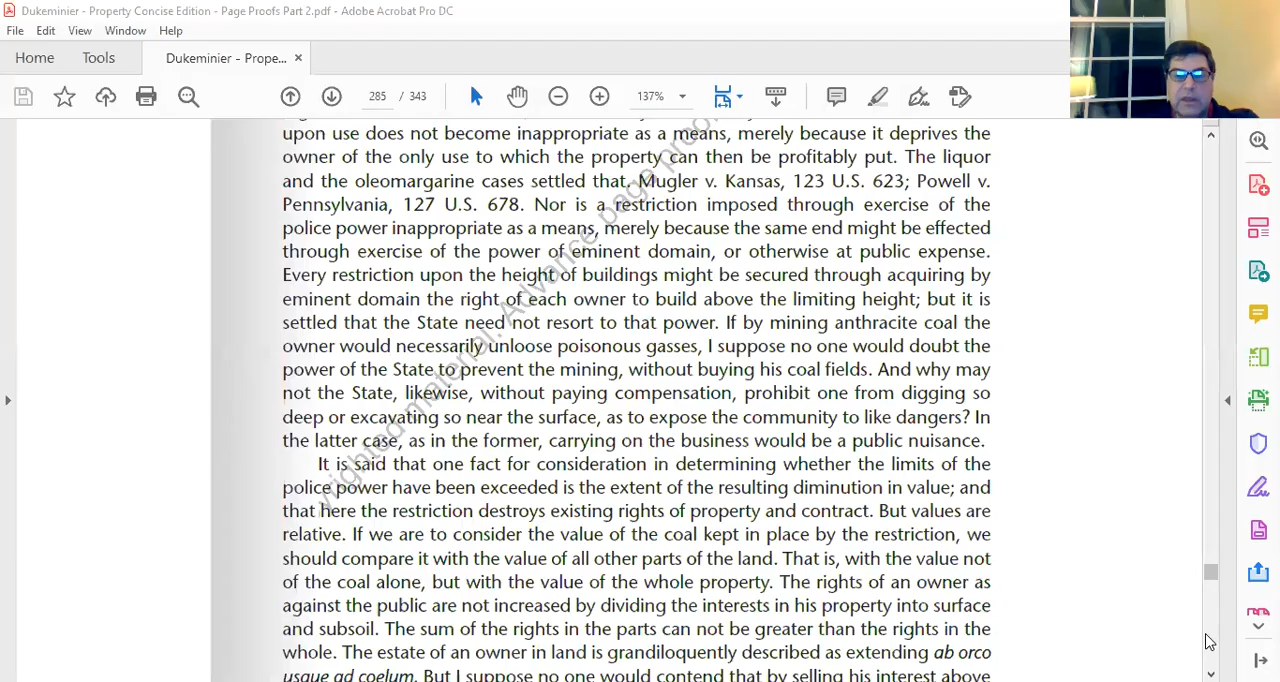 Dukeminier - Property Concise Edition - Page Proofs Part 2.pdf - Adobe Acrobat Pro DC
File Edit View Window Help
Home Tools Dukeminier - Prope... ×
285 / 343 137%
upon use does not become inappropriate as a means, merely because it deprives the
owner of the only use to which the property can then be profitably put. The liquor
and the oleomargarine cases settled that. Mugler v. Kansas, 123 U.S. 623; Powell v.
Pennsylvania, 127 U.S. 678. Nor is a restriction imposed through exercise of the
police power inappropriate as a means, merely because the same end might be effected
through exercise of the power of eminent domain, or otherwise at public expense.
Every restriction upon the height of buildings might be secured through acquiring by
eminent domain the right of each owner to build above the limiting height; but it is
settled that the State need not resort to that power. If by mining anthracite coal the
owner would necessarily unloose poisonous gasses, I suppose no one would doubt the
power of the State to prevent the mining, without buying his coal fields. And why may
not the State, likewise, without paying compensation, prohibit one from digging so
deep or excavating so near the surface, as to expose the community to like dangers? In
the latter case, as in the former, carrying on the business would be a public nuisance.
It is said that one fact for consideration in determining whether the limits of the
police power have been exceeded is the extent of the resulting diminution in value; and
that here the restriction destroys existing rights of property and contract. But values are
relative. If we are to consider the value of the coal kept in place by the restriction, we
should compare it with the value of all other parts of the land. That is, with the value not
of the coal alone, but with the value of the whole property. The rights of an owner as
against the public are not increased by dividing the interests in his property into surface
and subsoil. The sum of the rights in the parts can not be greater than the rights in the
whole. The estate of an owner in land is grandiloquently described as extending ab orco
usque ad coelum. But I suppose no one would contend that by selling his interest above
wrighted material. Advance page proo